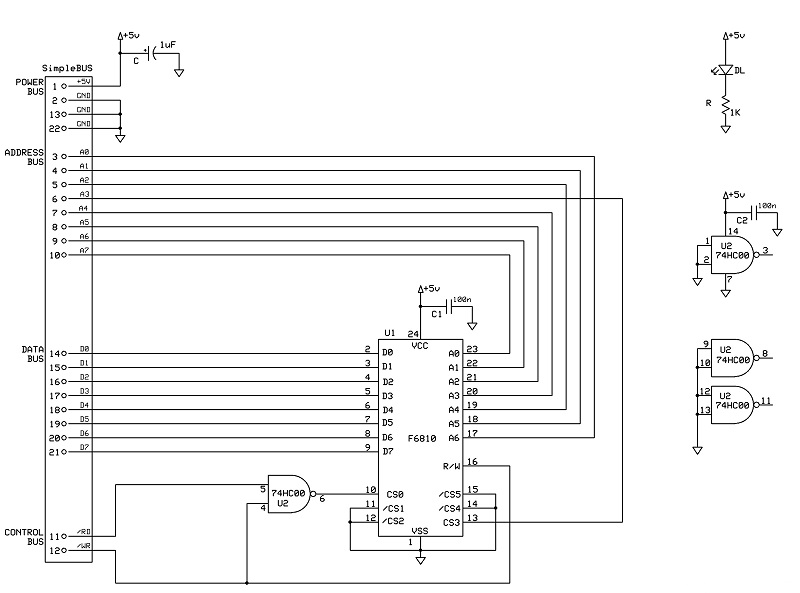 +5v
1uF
C
SimpleBUS
POWER BUS
1 +5V
2 GND
13 GND
22 GND
ADDRESS BUS
3 A0
4 A1
5 A2
6 A3
7 A4
8 A5
9 A6
10 A7
DATA BUS
14 D0
15 D1
16 D2
17 D3
18 D4
19 D5
20 D6
21 D7
CONTROL BUS
11 /RD
12 /WR
+5v
100n
C1
U1 24
VCC
2 D0 A0 23
3 D1 A1 22
4 D2 A2 21
5 D3 A3 20
6 D4 A4 19
7 D5 A5 18
8 D6 F6810 A6 17
9 D7
R/W 16
10 CS0 /CS5 15
11 /CS1 /CS4 14
12 /CS2 CS3 13
VSS
1
5
74HC00
6
4 U2
+5v
DL
R
1K
+5v
100n
C2
14
1
U2
74HC00
3
2
7
9
U2
74HC00
8
10
12
U2
74HC00
11
13